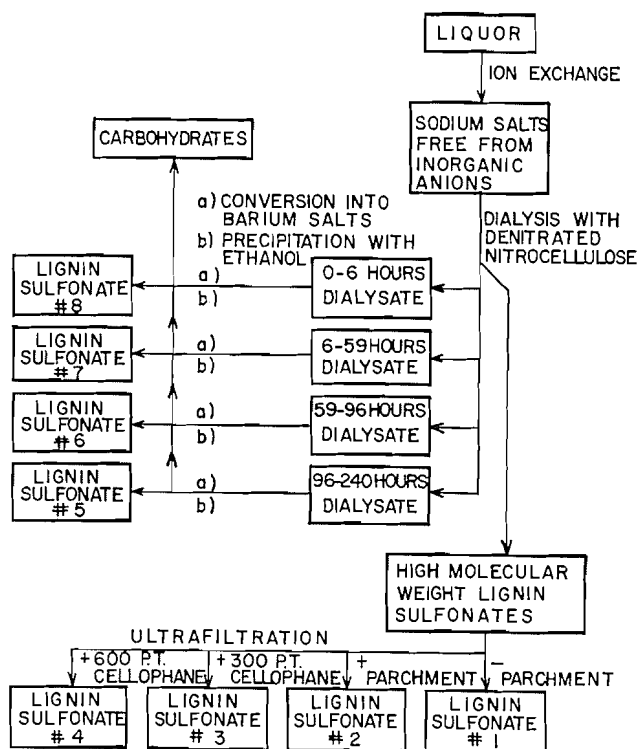 LIQUOR
ION EXCHANGE
SODIUM SALTS
FREE FROM
INORGANIC
ANIONS
CARBOHYDRATES
a) CONVERSION INTO
BARIUM SALTS
b) PRECIPITATION WITH
ETHANOL
DIALYSIS WITH
DENITRATED
NITROCELLULOSE
LIGNIN
SULFONATE
#8
a)
b)
0-6 HOURS
DIALYSATE
LIGNIN
SULFONATE
#7
a)
b)
6-59 HOURS
DIALYSATE
LIGNIN
SULFONATE
#6
a)
b)
59-96 HOURS
DIALYSATE
LIGNIN
SULFONATE
#5
a)
b)
96-240 HOURS
DIALYSATE
HIGH MOLECULAR
WEIGHT LIGNIN
SULFONATES
ULTRAFILTRATION
+600 P.T.
CELLOPHANE
+300 P.T.
CELLOPHANE
+
PARCHMENT
-
PARCHMENT
LIGNIN
SULFONATE
#4
LIGNIN
SULFONATE
#3
LIGNIN
SULFONATE
#2
LIGNIN
SULFONATE
#1